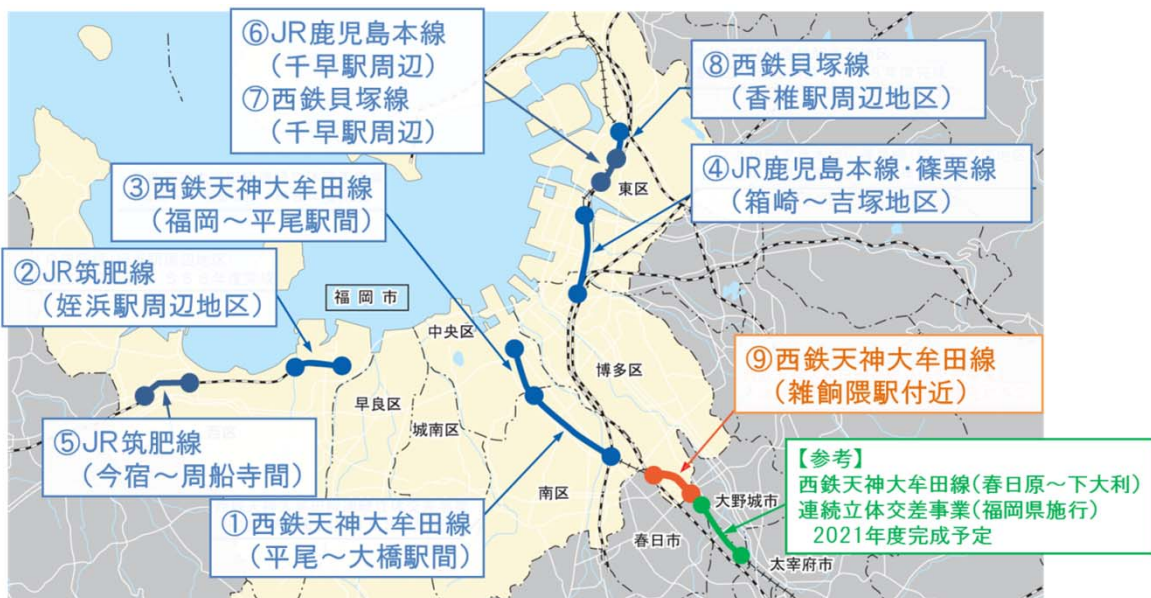 ⑥JR鹿児島本線
(千早駅周辺)
⑦西鉄貝塚線
(千早駅周辺)
⑧西鉄貝塚線
(香椎駅周辺地区)
③西鉄天神大牟田線
(福岡~平尾駅間)
④JR鹿児島本線・篠栗線
(箱崎~吉塚地区)
東区
②JR筑肥線
(姪浜駅周辺地区)
福岡市
中央区
博多区
⑨西鉄天神大牟田線
(雑餉隈駅付近)
早良区
城南区
⑤JR筑肥線
(今宿~周船寺間)
南区
①西鉄天神大牟田線
(平尾~大橋駅間)
大野城市
春日市
太宰府市
【参考】
西鉄天神大牟田線(春日原~下大利)
連続立体交差事業(福岡県施行)
2021年度完成予定